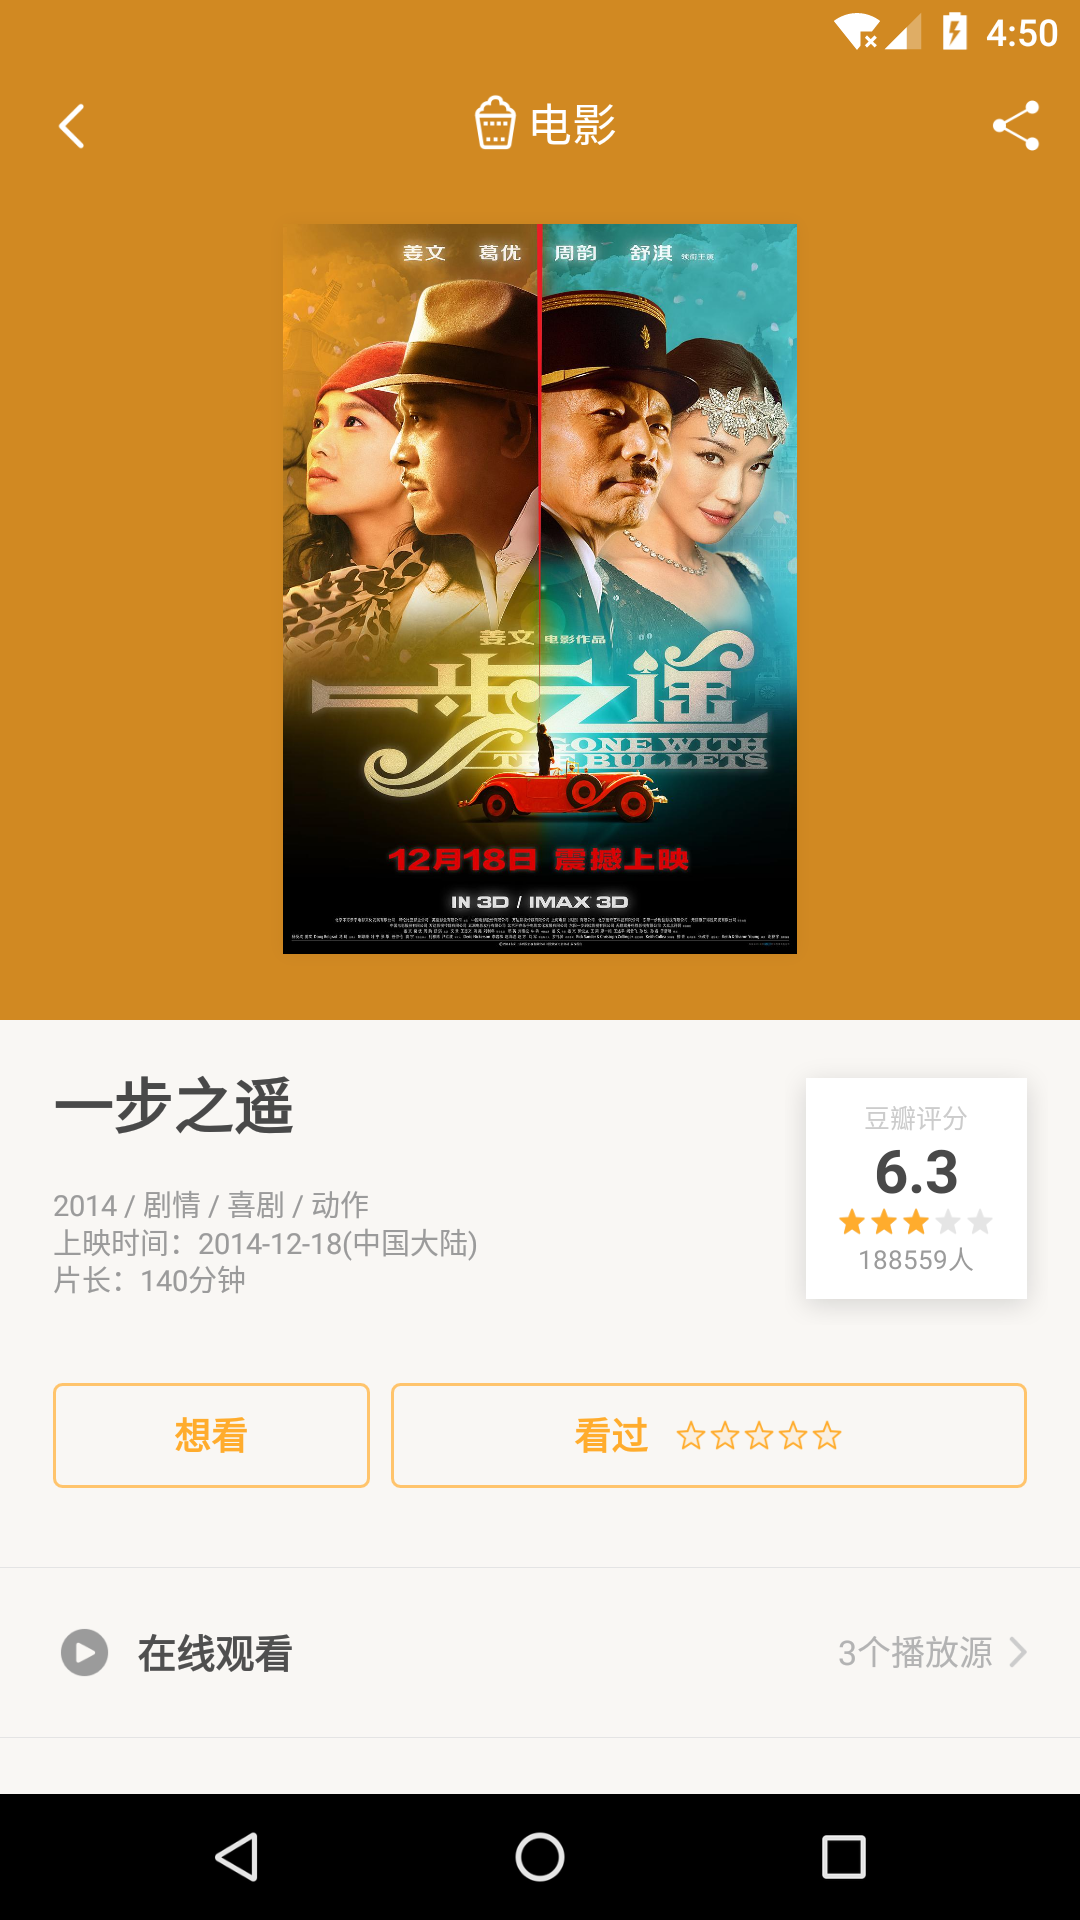 4:50
电影
姜文 葛优 周韵 舒淇 领衔主演
姜文 电影作品
一步之遥
GONE WITH
THE BULLETS
12月18日 震撼上映
IN 3D / IMAX 3D
一步之遥
豆瓣评分
6.3
188559人
2014 / 剧情 / 喜剧 / 动作
上映时间：2014-12-18(中国大陆)
片长：140分钟
想看
看过
在线观看
3个播放源